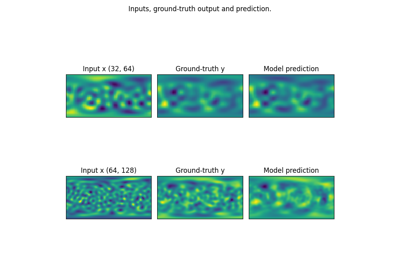 Inputs, ground-truth output and prediction.
Input x (32, 64) Ground-truth y Model prediction
Input x (64, 128) Ground-truth y Model prediction